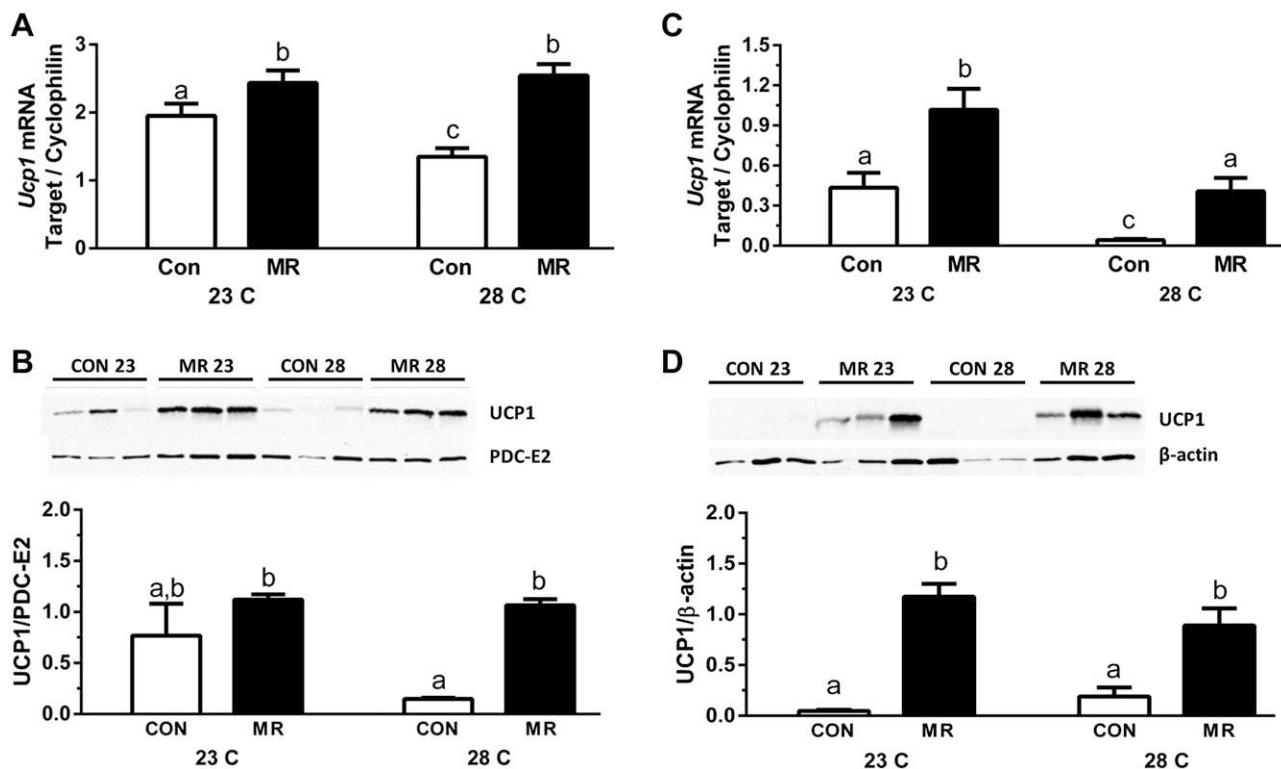 A
Ucp1 mRNA
Target / Cyclophilin
3
2
1
0
a
b
c
b
Con
MR
Con
MR
23 C
28 C
C
Ucp1 mRNA
Target / Cyclophilin
1.5
1.2
0.9
0.6
0.3
0.0
a
b
c
a
Con
MR
Con
MR
23 C
28 C
B
CON 23
MR 23
CON 28
MR 28
UCP1
PDC-E2
UCP1/PDC-E2
2.0
1.5
1.0
0.5
0.0
a,b
b
a
b
CON
MR
CON
MR
23 C
28 C
D
CON 23
MR 23
CON 28
MR 28
UCP1
β-actin
UCP1/β-actin
2.0
1.5
1.0
0.5
0.0
a
b
a
b
CON
MR
CON
MR
23 C
28 C